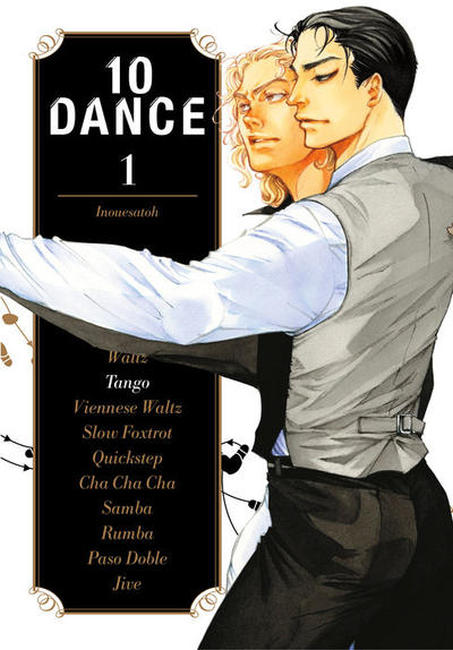 10
DANCE
1
Inouesatoh
Waltz
Tango
Viennese Waltz
Slow Foxtrot
Quickstep
Cha Cha Cha
Samba
Rumba
Paso Doble
Jive